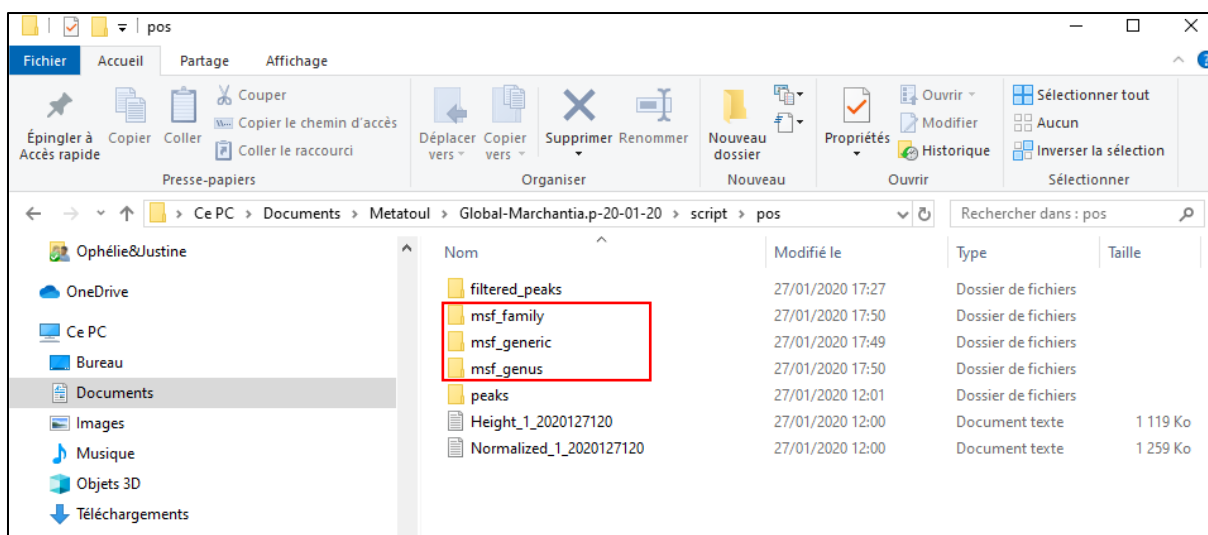 pos
Fichier Accueil Partage Affichage
Épingler à Accès rapide
Copier
Coller
Couper
Copier le chemin d'accès
Coller le raccourci
Presse-papiers
Déplacer vers
Copier vers
Supprimer
Renommer
Organiser
Nouveau dossier
Nouveau
Propriétés
Ouvrir
Modifier
Historique
Ouvrir
Sélectionner tout
Aucun
Inverser la sélection
Sélectionner
Ce PC > Documents > Metatoul > Global-Marchantia.p-20-01-20 > script > pos
Rechercher dans : pos
Ophélie&Justine
OneDrive
Ce PC
Bureau
Documents
Images
Musique
Objets 3D
Téléchargements
Nom Modifié le Type Taille
filtered_peaks 27/01/2020 17:27 Dossier de fichiers
msf_family 27/01/2020 17:50 Dossier de fichiers
msf_generic 27/01/2020 17:49 Dossier de fichiers
msf_genus 27/01/2020 17:50 Dossier de fichiers
peaks 27/01/2020 12:01 Dossier de fichiers
Height_1_2020127120 27/01/2020 12:00 Document texte 1 119 Ko
Normalized_1_2020127120 27/01/2020 12:00 Document texte 1 259 Ko